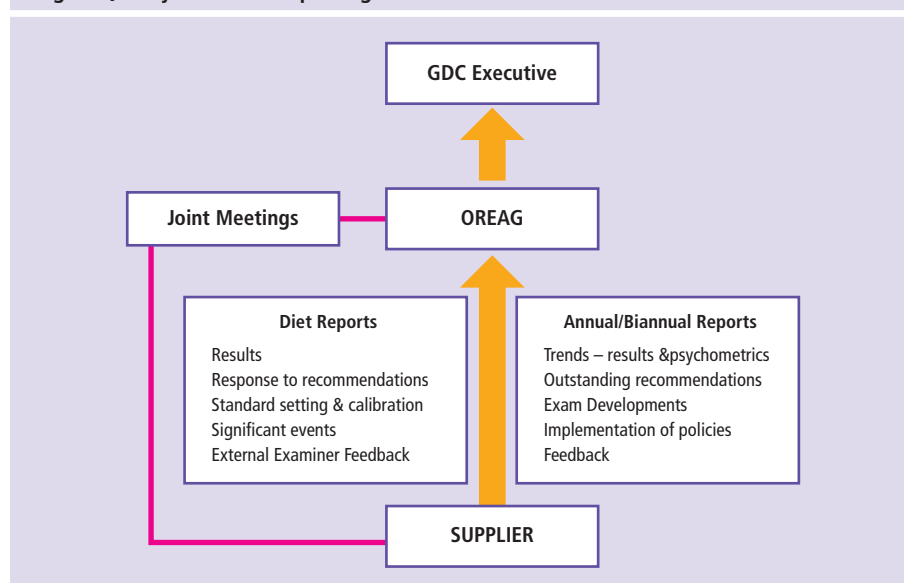 GDC Executive
Joint Meetings
OREAG
Diet Reports
Results
Response to recommendations
Standard setting & calibration
Significant events
External Examiner Feedback
Annual/Biannual Reports
Trends – results &psychometrics
Outstanding recommendations
Exam Developments
Implementation of policies
Feedback
SUPPLIER